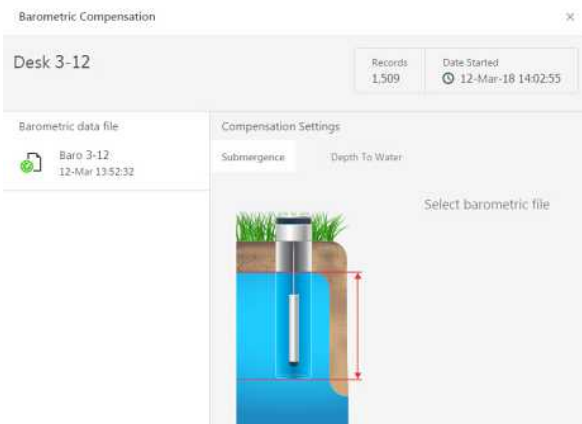 Barometric Compensation
Desk 3-12
Records
1,509
Date Started
12-Mar-18 14:02:55
Barometric data file
Baro 3-12
12-Mar 13:52:32
Compensation Settings
Submergence
Depth To Water
Select barometric file